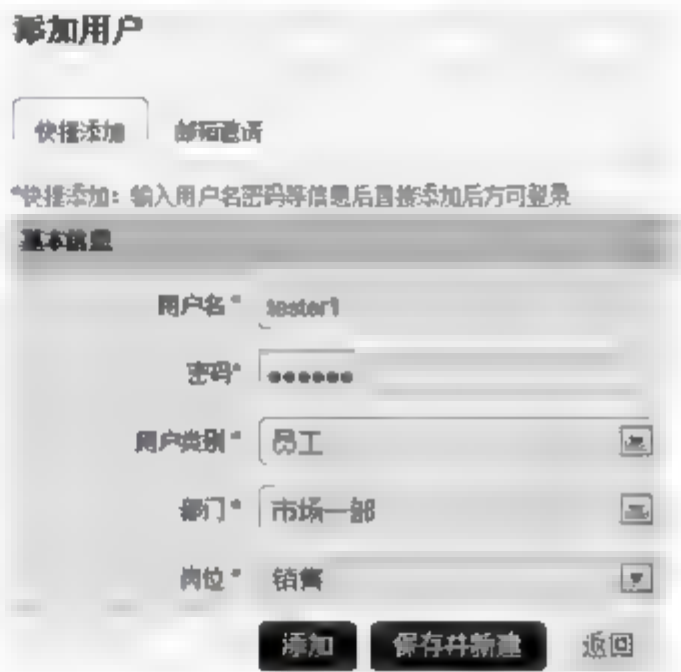 添加用户
快捷添加 邮箱邀请
*快捷添加：输入用户名密码等信息后直接添加后方可登录
基本信息
用户名* tester1
密码* ●●●●●●
用户类别* 员工
部门* 市场一部
岗位* 销售
添加 保存并新建 返回